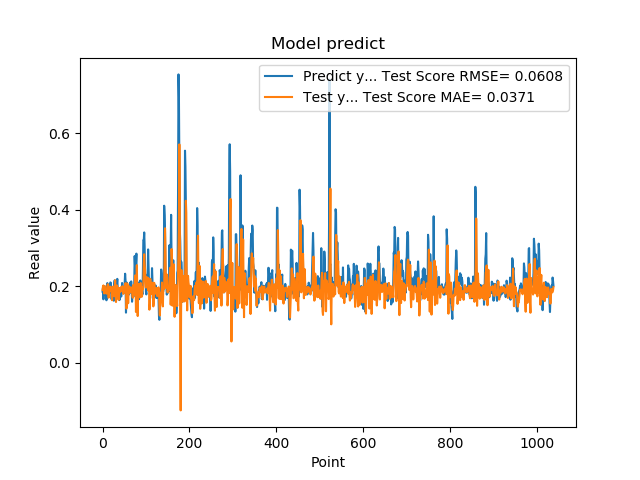 Model predict
Predict y... Test Score RMSE= 0.0608
Test y... Test Score MAE= 0.0371
Real value
0.6
0.4
0.2
0.0
0
200
400
600
800
1000
Point